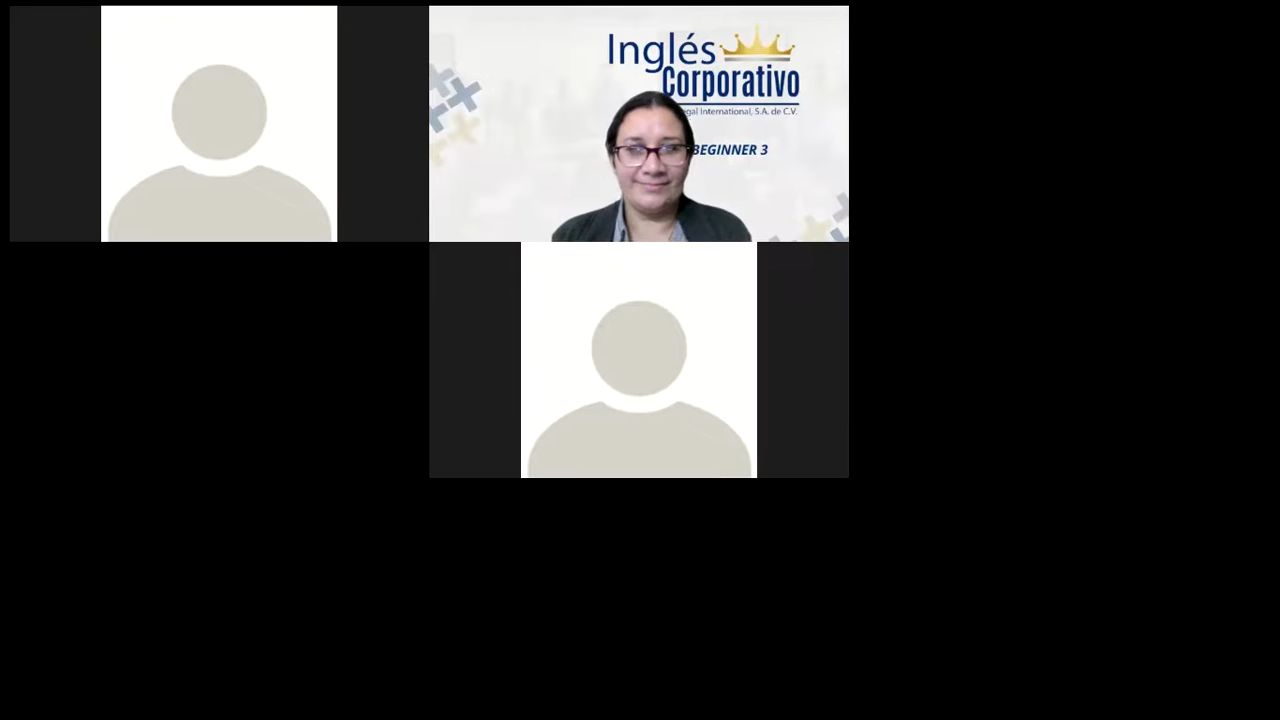 Inglés
Corporativo
gal International, S.A. de C.V.
BEGINNER 3